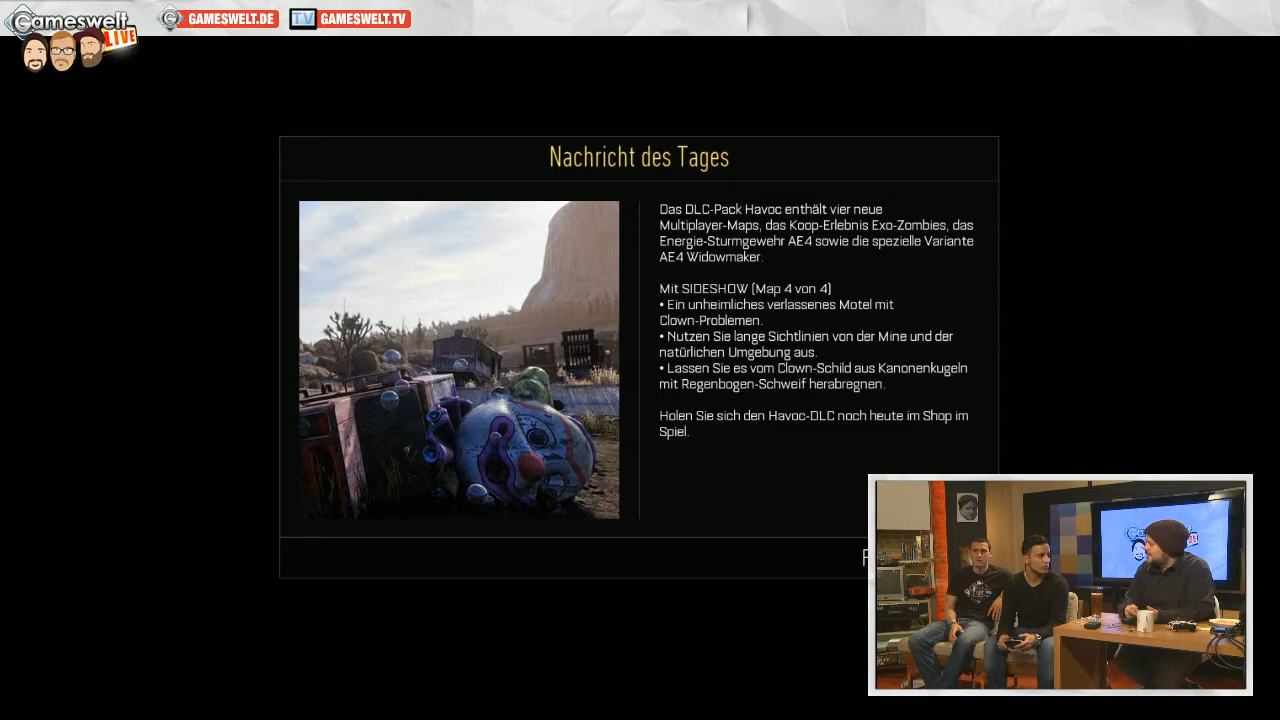 Gameswelt
LIVE
GAMESWELT.DE
TV GAMESWELT.TV
Nachricht des Tages
Das DLC-Pack Havoc enthält vier neue
Multiplayer-Maps, das Koop-Erlebnis Exo-Zombies, das
Energie-Sturmgewehr AE4 sowie die spezielle Variante
AE4 Widowmaker.
Mit SIDESHOW (Map 4 von 4)
• Ein unheimliches verlassenes Motel mit
Clown-Problemen.
• Nutzen Sie lange Sichtlinien von der Mine und der
natürlichen Umgebung aus.
• Lassen Sie es vom Clown-Schild aus Kanonenkugeln
mit Regenbogen-Schweif herabregnen.
Holen Sie sich den Havoc-DLC noch heute im Shop im
Spiel.